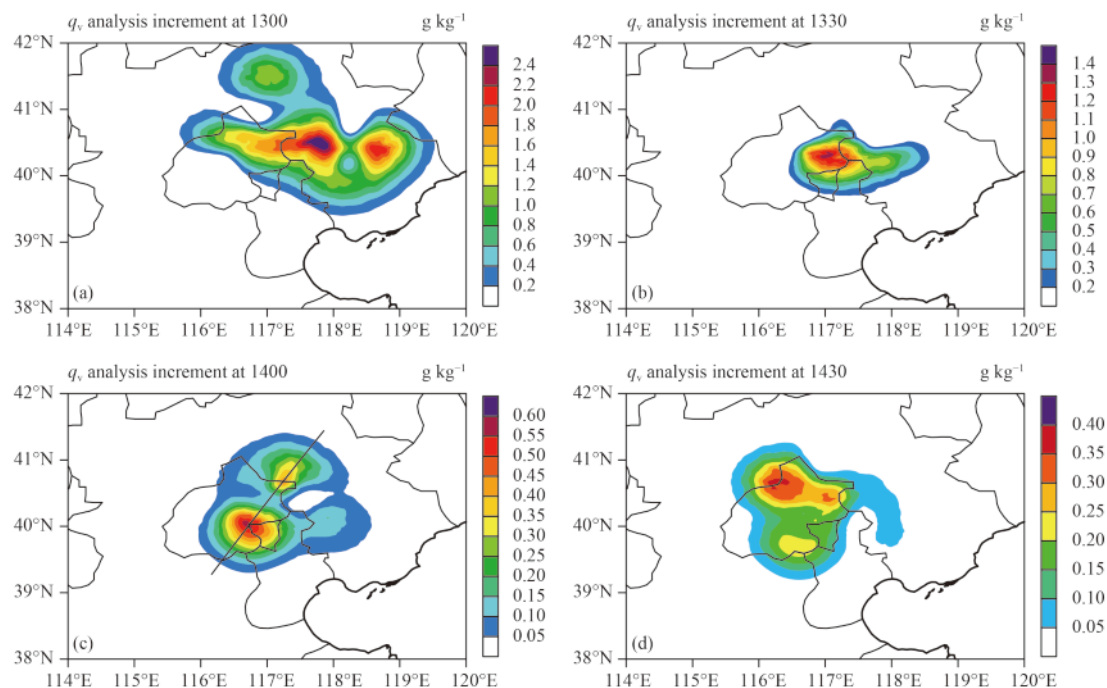 qᵥ analysis increment at 1300 g kg⁻¹
42°N
41°N
40°N
39°N
38°N
(a)
114°E 115°E 116°E 117°E 118°E 119°E 120°E
2.4
2.2
2.0
1.8
1.6
1.4
1.2
1.0
0.8
0.6
0.4
0.2
qᵥ analysis increment at 1330 g kg⁻¹
42°N
41°N
40°N
39°N
38°N
(b)
114°E 115°E 116°E 117°E 118°E 119°E 120°E
1.4
1.3
1.2
1.1
1.0
0.9
0.8
0.7
0.6
0.5
0.4
0.3
0.2
qᵥ analysis increment at 1400 g kg⁻¹
42°N
41°N
40°N
39°N
38°N
(c)
114°E 115°E 116°E 117°E 118°E 119°E 120°E
0.60
0.55
0.50
0.45
0.40
0.35
0.30
0.25
0.20
0.15
0.10
0.05
qᵥ analysis increment at 1430 g kg⁻¹
42°N
41°N
40°N
39°N
38°N
(d)
114°E 115°E 116°E 117°E 118°E 119°E 120°E
0.40
0.35
0.30
0.25
0.20
0.15
0.10
0.05